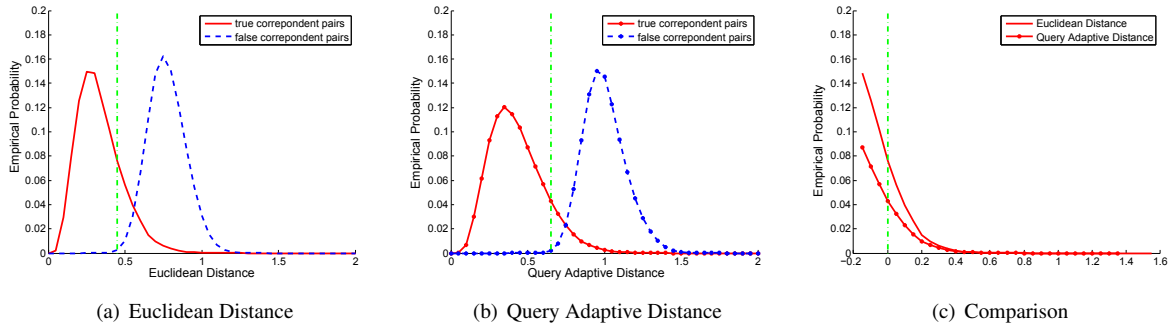 0.2
0.18
0.16
0.14
0.12
0.1
0.08
0.06
0.04
0.02
0
Empirical Probability
true correpondent pairs
false correpondent pairs
0 0.5 1 1.5 2
Euclidean Distance
(a) Euclidean Distance
0.2
0.18
0.16
0.14
0.12
0.1
0.08
0.06
0.04
0.02
0
Empirical Probability
true correpondent pairs
false correpondent pairs
0 0.5 1 1.5 2
Query Adaptive Distance
(b) Query Adaptive Distance
0.2
0.18
0.16
0.14
0.12
0.1
0.08
0.06
0.04
0.02
0
Empirical Probability
Euclidean Distance
Query Adaptive Distance
−0.2 0 0.2 0.4 0.6 0.8 1 1.2 1.4 1.6
(c) Comparison